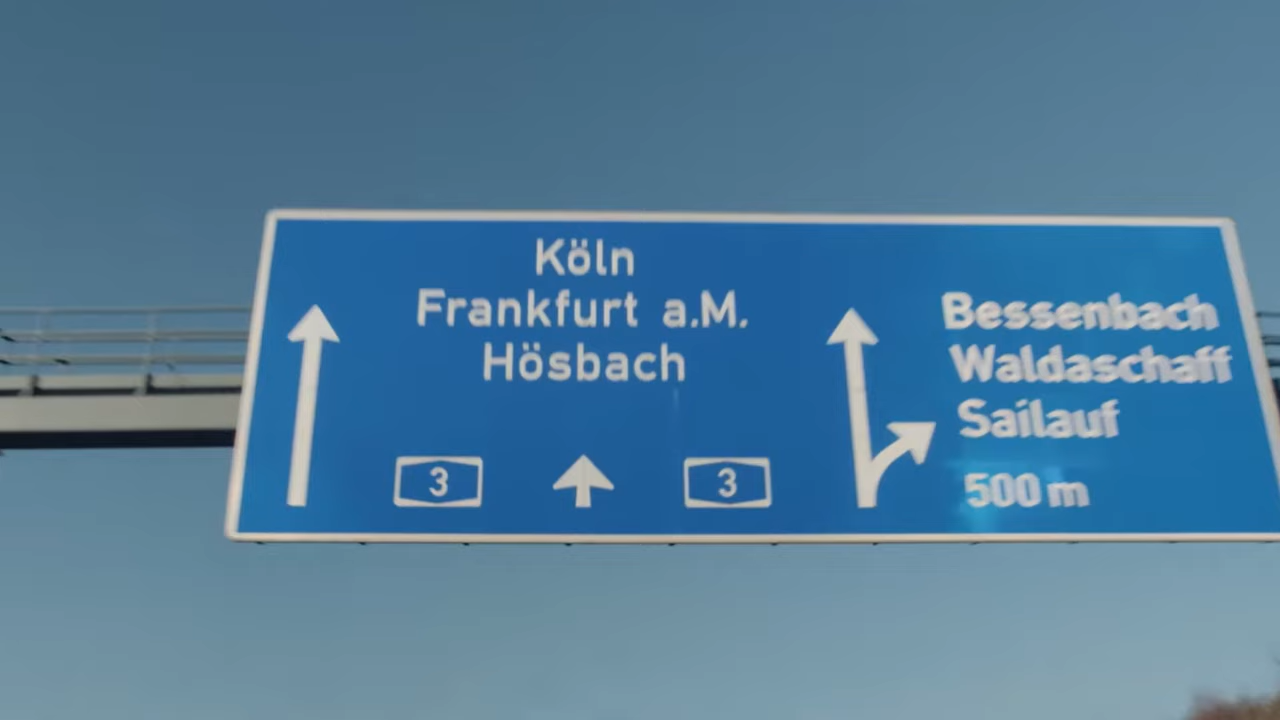 Köln
Frankfurt a.M.
Hösbach
3 3
Bessenbach
Waldaschaff
Sailauf
500 m